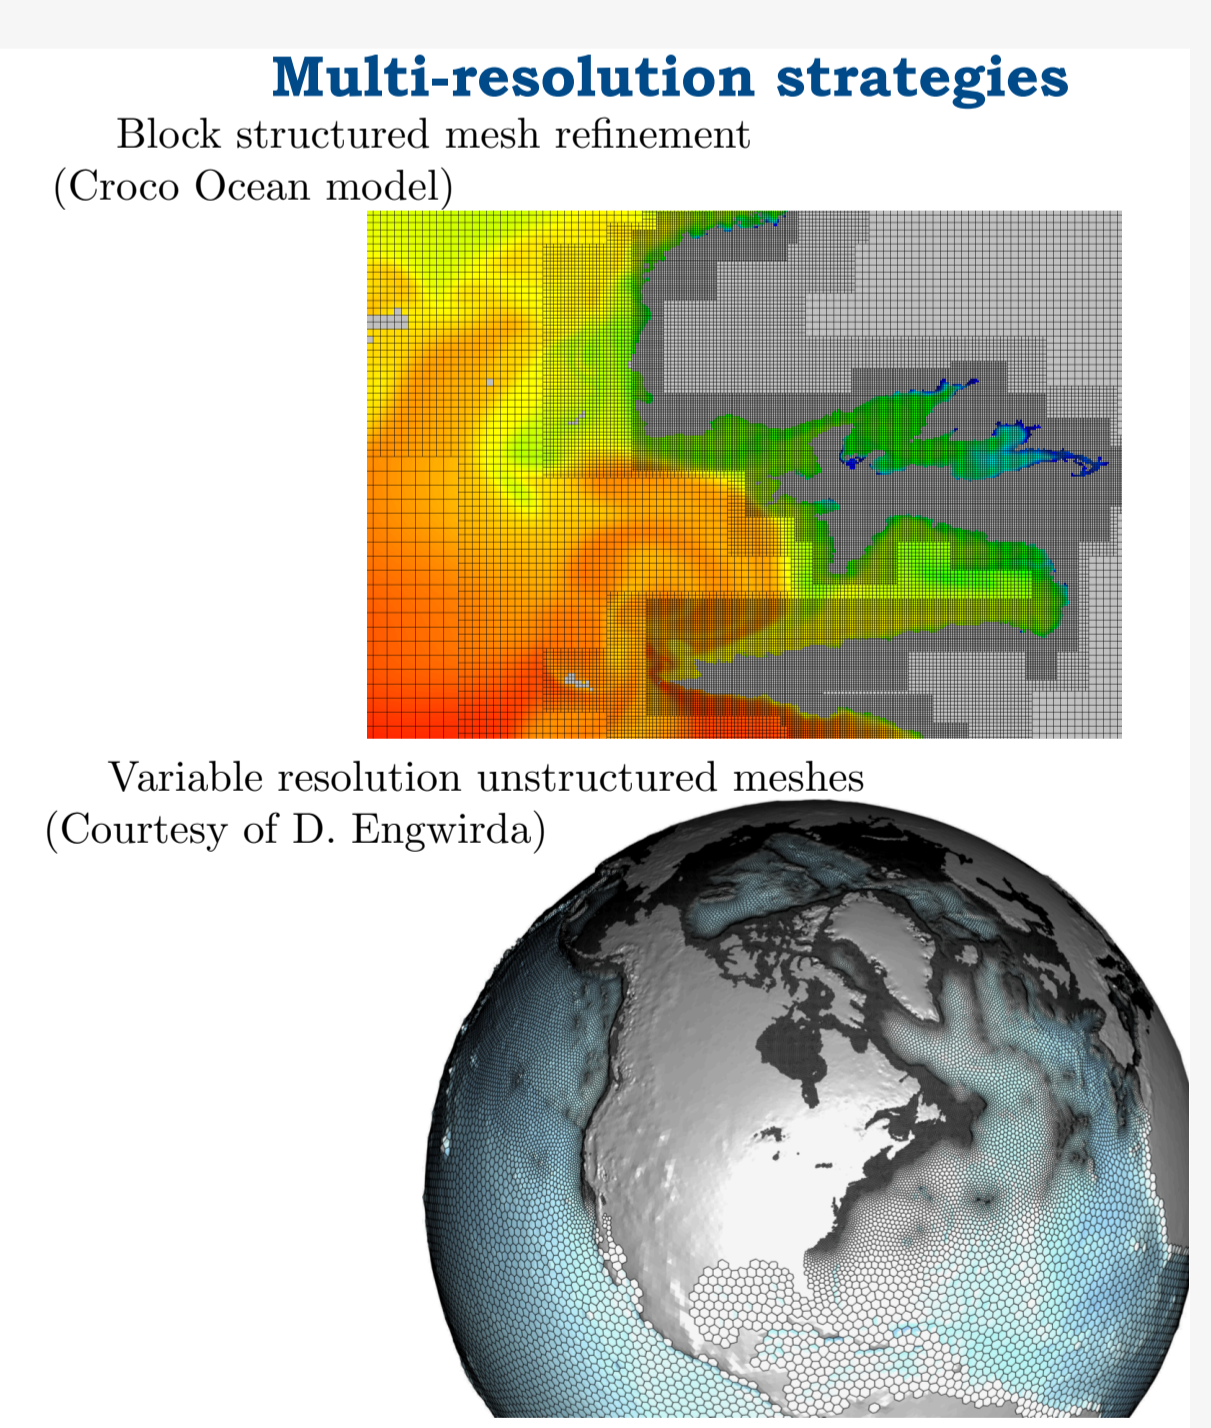 Multi-resolution strategies
Block structured mesh refinement
(Croco Ocean model)
Variable resolution unstructured meshes
(Courtesy of D. Engwirda)